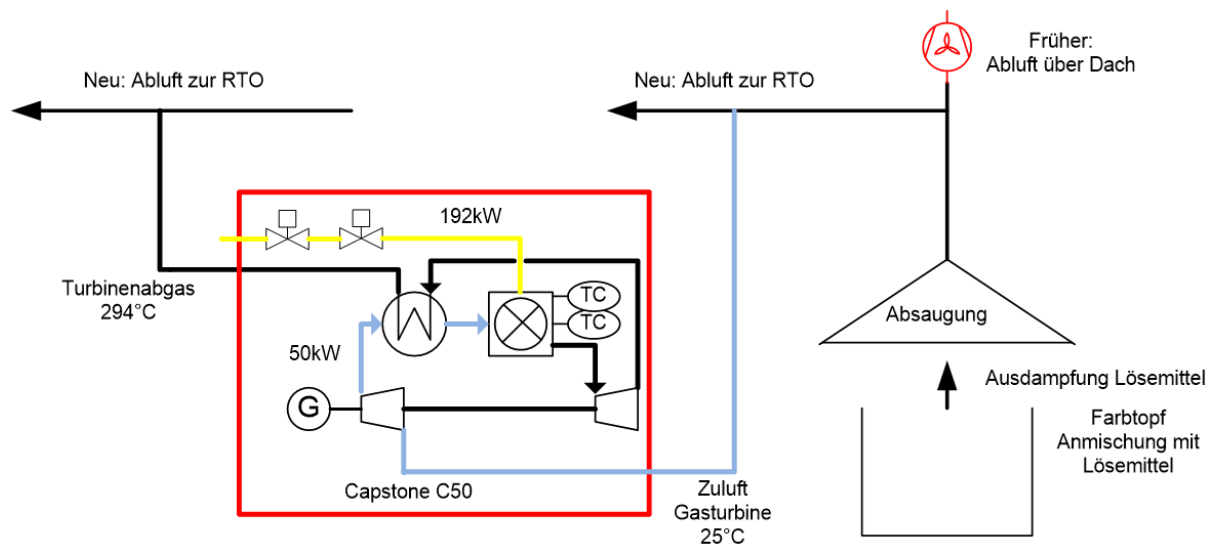 Früher:
Abluft über Dach
Neu: Abluft zur RTO
Neu: Abluft zur RTO
192kW
TC
TC
Turbinenabgas
294°C
50kW
G
Absaugung
Ausdampfung Lösemittel
Farbtopf
Anmischung mit
Lösemittel
Capstone C50
Zuluft
Gasturbine
25°C